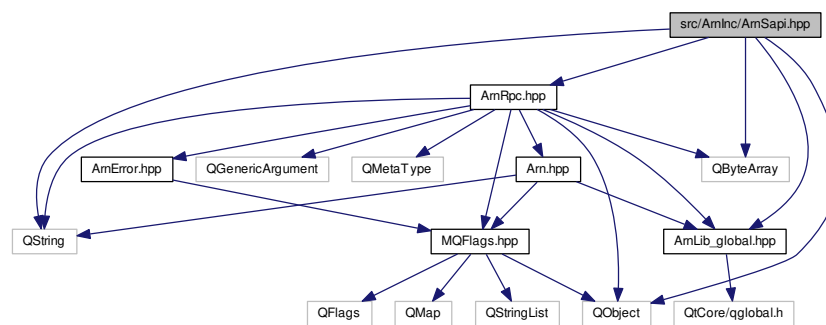 src/ArnInc/ArnSapi.hpp
ArnRpc.hpp
ArnError.hpp
QGenericArgument
QMetaType
Arn.hpp
QByteArray
QString
MQFlags.hpp
ArnLib_global.hpp
QFlags
QMap
QStringList
QObject
QtCore/qglobal.h